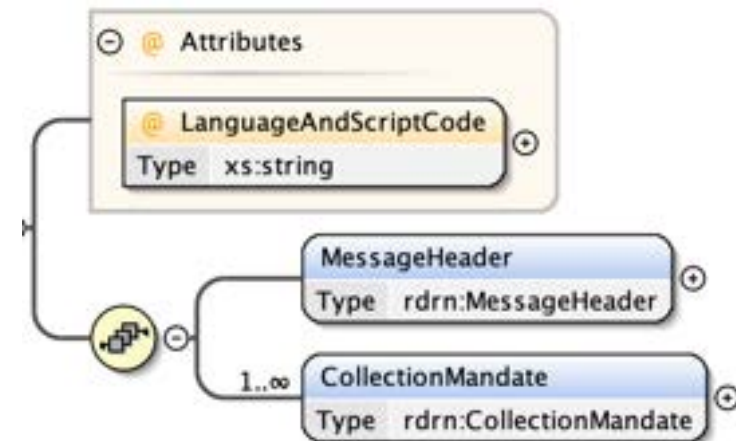 @ Attributes
@ LanguageAndScriptCode
Type xs:string
MessageHeader
Type rdrn:MessageHeader
1..∞
CollectionMandate
Type rdrn:CollectionMandate